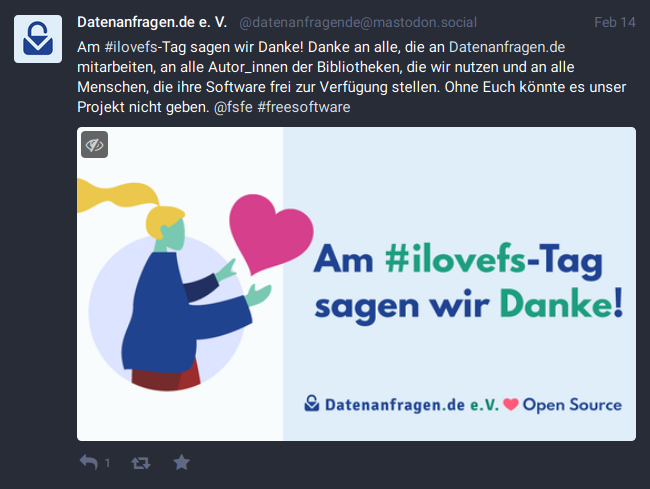 Datenanfragen.de e. V. @datenanfragende@mastodon.social Feb 14
Am #ilovefs-Tag sagen wir Danke! Danke an alle, die an Datenanfragen.de
mitarbeiten, an alle Autor_innen der Bibliotheken, die wir nutzen und an alle
Menschen, die ihre Software frei zur Verfügung stellen. Ohne Euch könnte es unser
Projekt nicht geben. @fsfe #freesoftware
Am #ilovefs-Tag
sagen wir Danke!
Datenanfragen.de e.V. Open Source
1